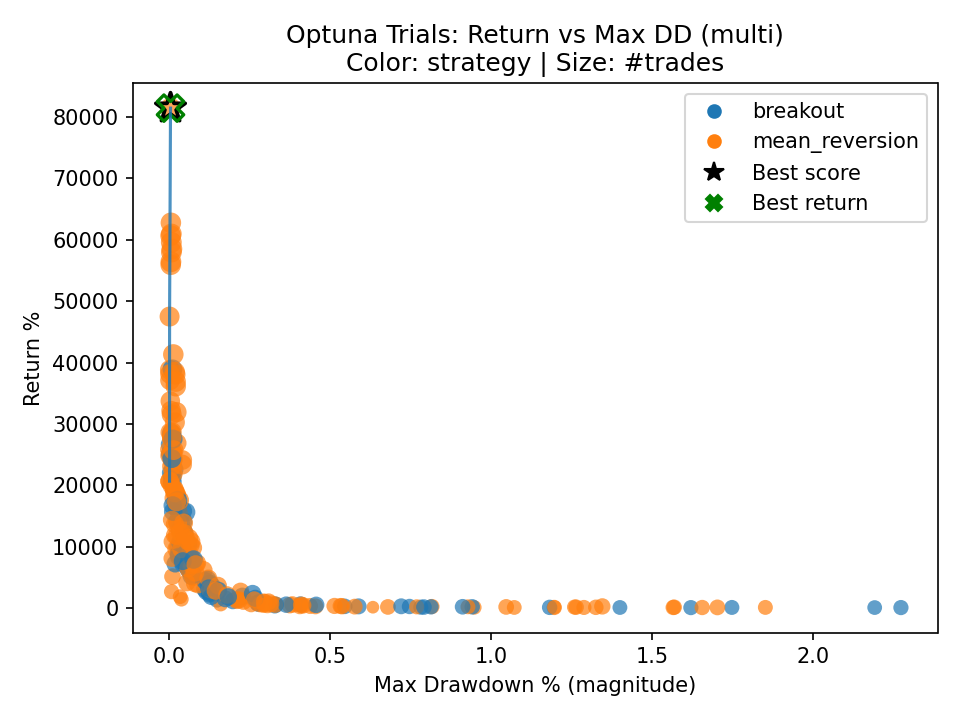 Optuna Trials: Return vs Max DD (multi)
Color: strategy | Size: #trades
80000
70000
60000
50000
40000
30000
20000
10000
0
Return %
breakout
mean_reversion
Best score
Best return
0.0 0.5 1.0 1.5 2.0
Max Drawdown % (magnitude)